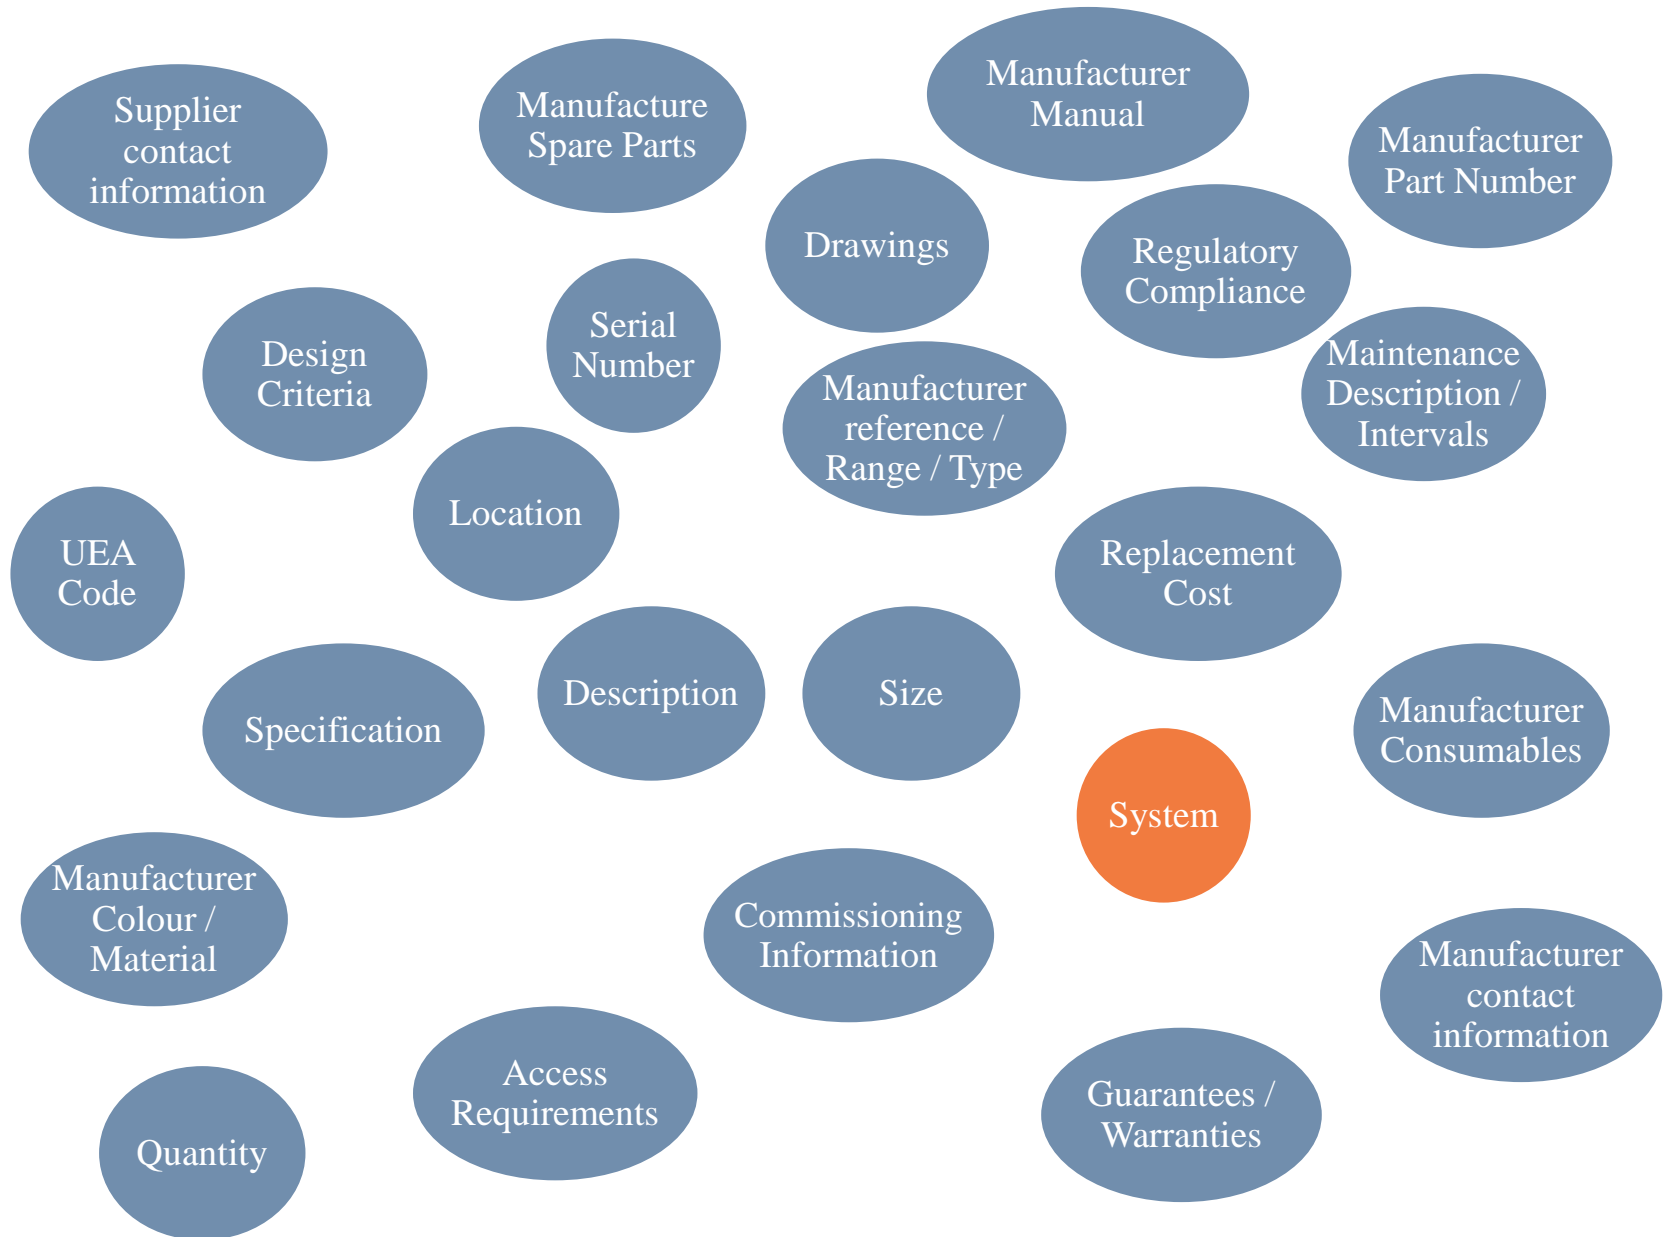 Supplier
contact
information
Manufacture
Spare Parts
Manufacturer
Manual
Manufacturer
Part Number
Drawings
Regulatory
Compliance
Design
Criteria
Serial
Number
Manufacturer
reference /
Range / Type
Maintenance
Description /
Intervals
Location
UEA
Code
Replacement
Cost
Specification
Description
Size
Manufacturer
Consumables
System
Manufacturer
Colour /
Material
Commissioning
Information
Manufacturer
contact
information
Access
Requirements
Guarantees /
Warranties
Quantity